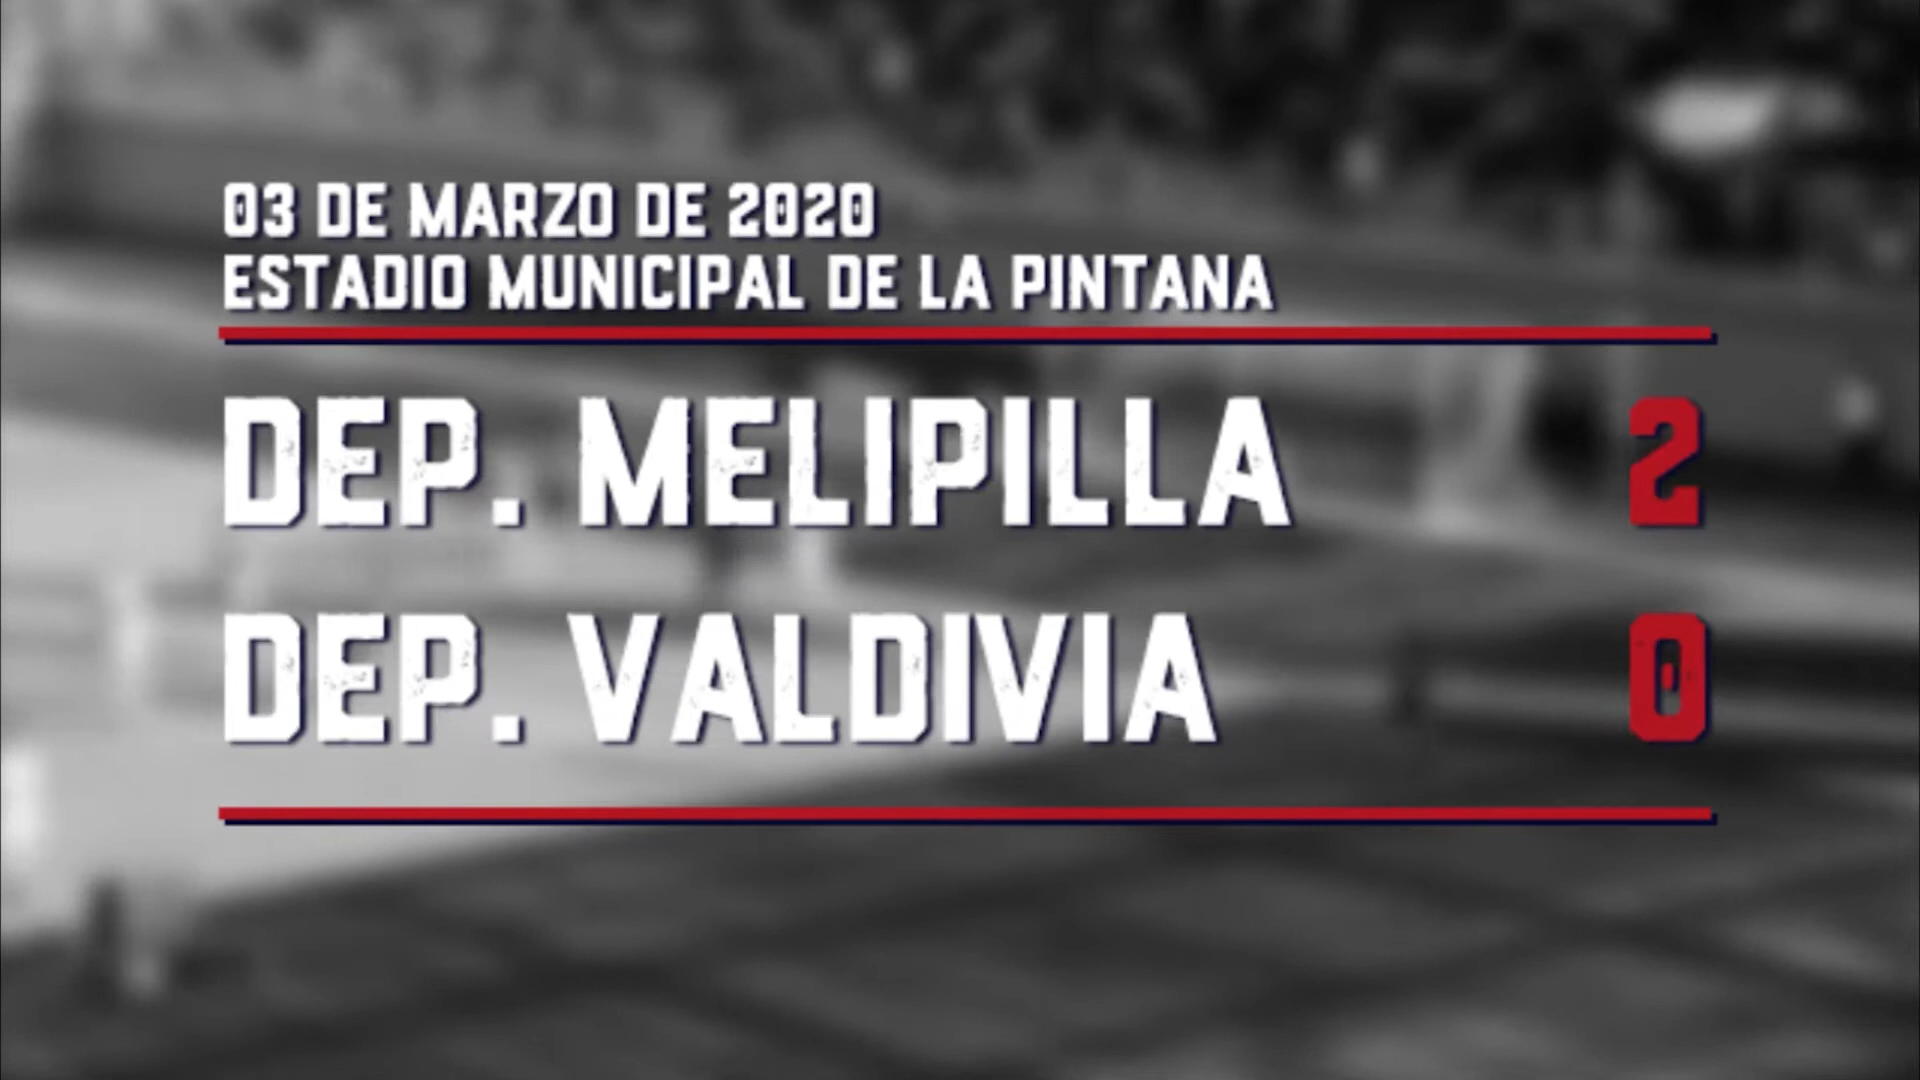 03 DE MARZO DE 2020
ESTADIO MUNICIPAL DE LA PINTANA
DEP. MELIPILLA 2
DEP. VALDIVIA 0